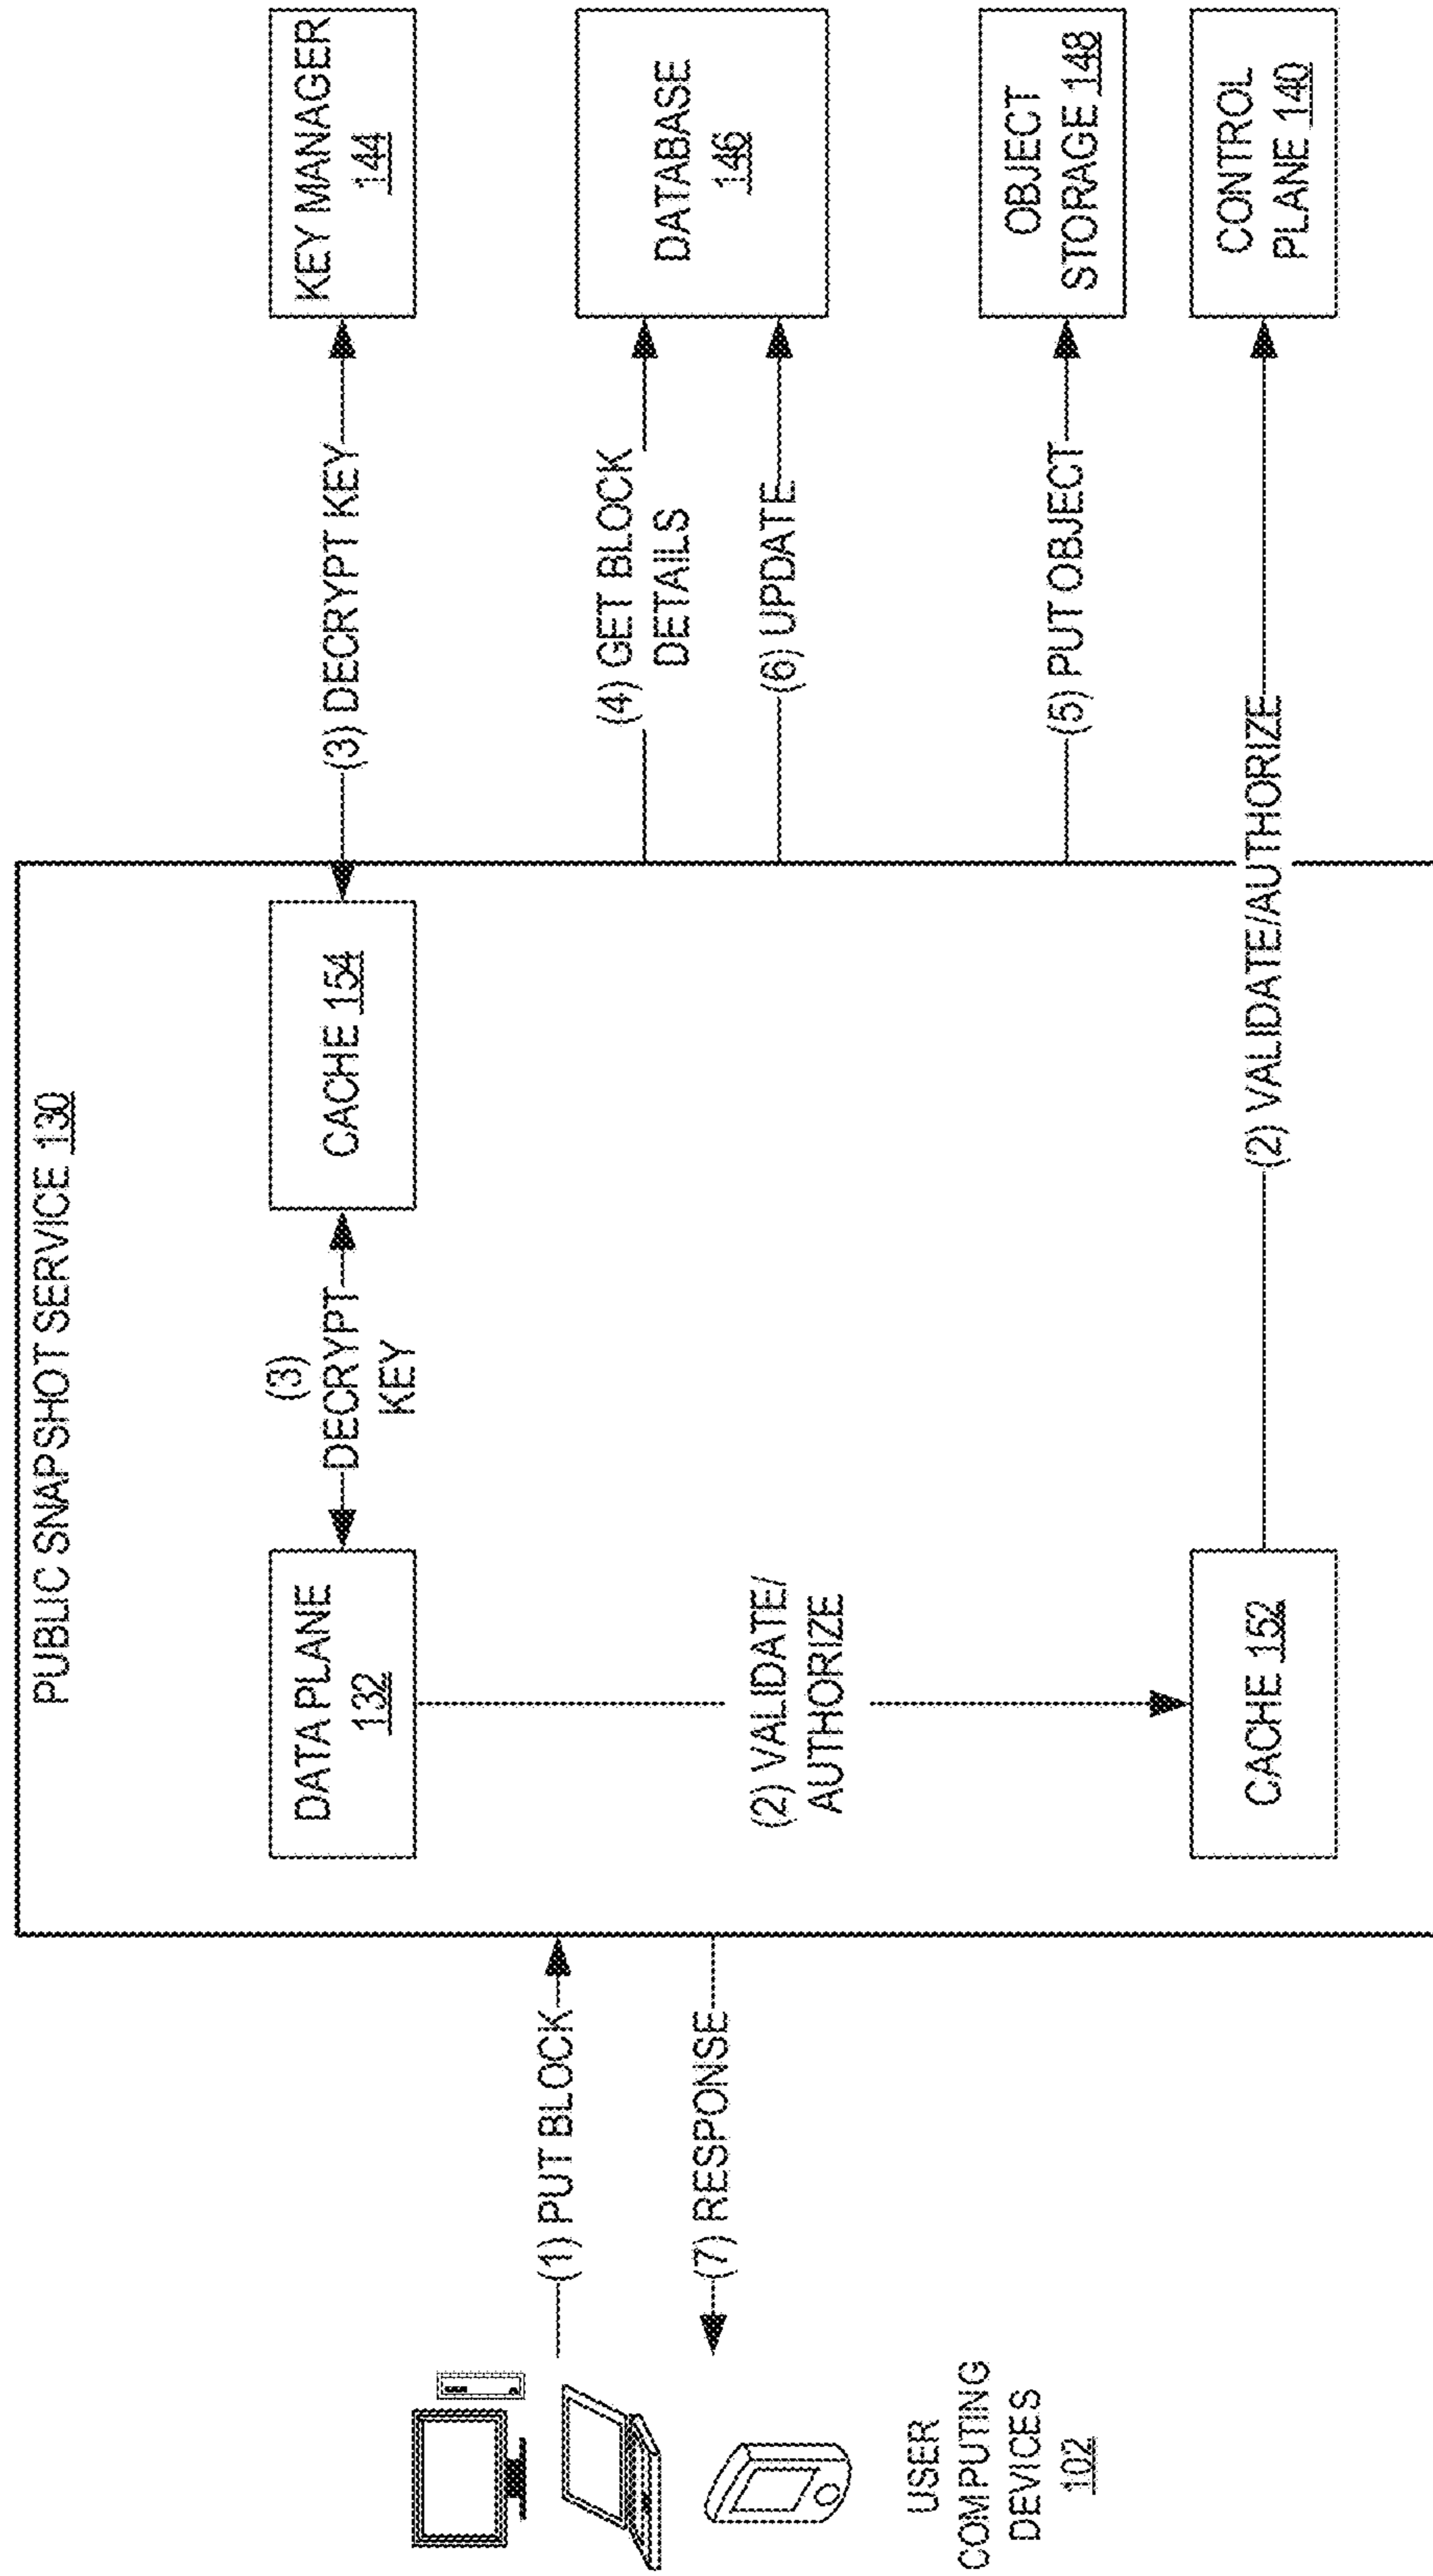 PUBLIC SNAPSHOT SERVICE 130
USER
COMPUTING
DEVICES
102
(1) PUT BLOCK
(7) RESPONSE
DATA PLANE
132
(3)
DECRYPT
KEY
CACHE 154
(3) DECRYPT KEY
KEY MANAGER
144
(4) GET BLOCK
DETAILS
(6) UPDATE
DATABASE
146
(5) PUT OBJECT
OBJECT
STORAGE 148
(2) VALIDATE/
AUTHORIZE
CACHE 152
(2) VALIDATE/AUTHORIZE
CONTROL
PLANE 140